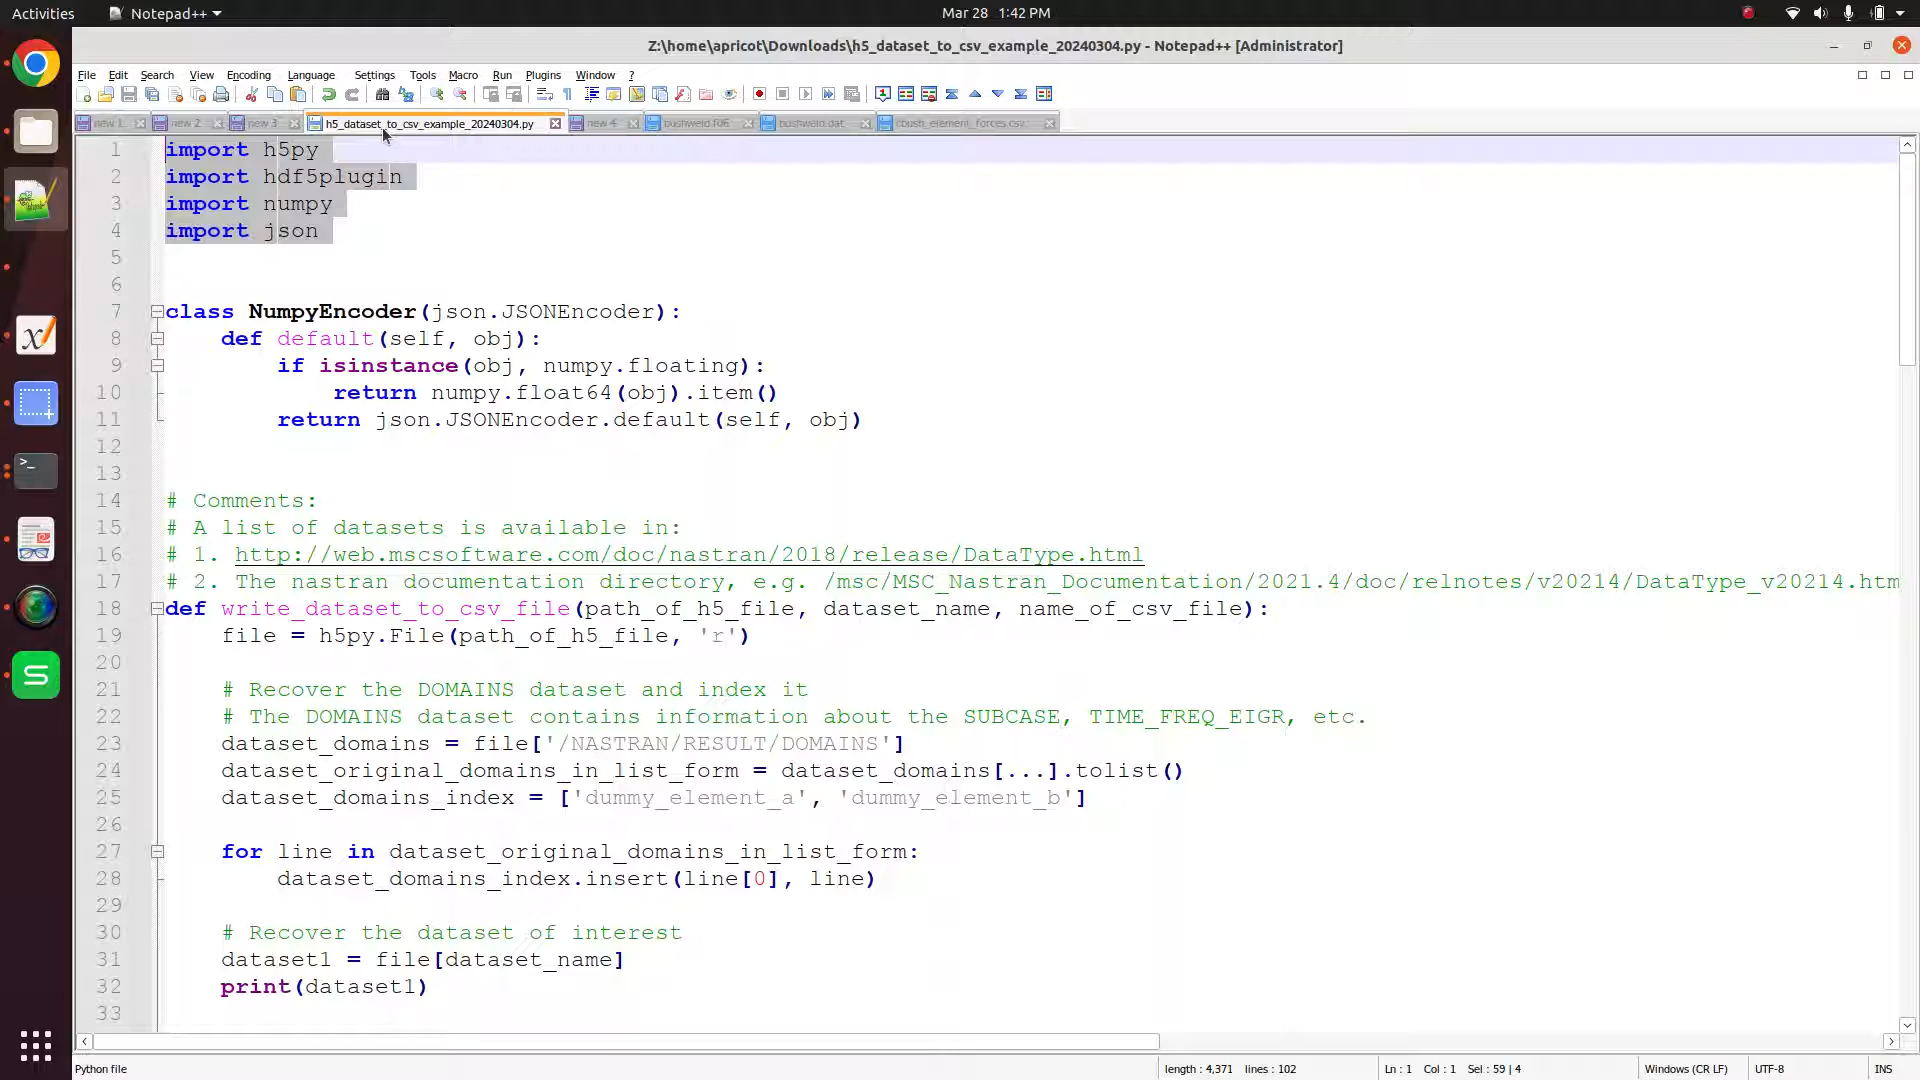 Activities Notepad++ Mar 28 1:42 PM
Z:\home\apricot\Downloads\h5_dataset_to_csv_example_20240304.py - Notepad++ [Administrator]
File Edit Search View Encoding Language Settings Tools Macro Run Plugins Window ?
new 1 new 2 new 3 h5_dataset_to_csv_example_20240304.py new 4 bushweld.f06 bushweld.dat cbush_element_forces.csv
1 import h5py
2 import hdf5plugin
3 import numpy
4 import json
5
6
7 class NumpyEncoder(json.JSONEncoder):
8 def default(self, obj):
9 if isinstance(obj, numpy.floating):
10 return numpy.float64(obj).item()
11 return json.JSONEncoder.default(self, obj)
12
13
14 # Comments:
15 # A list of datasets is available in:
16 # 1. http://web.mscsoftware.com/doc/nastran/2018/release/DataType.html
17 # 2. The nastran documentation directory, e.g. /msc/MSC_Nastran_Documentation/2021.4/doc/relnotes/v20214/DataType_v20214.htm
18 def write_dataset_to_csv_file(path_of_h5_file, dataset_name, name_of_csv_file):
19 file = h5py.File(path_of_h5_file, 'r')
20
21 # Recover the DOMAINS dataset and index it
22 # The DOMAINS dataset contains information about the SUBCASE, TIME_FREQ_EIGR, etc.
23 dataset_domains = file['/NASTRAN/RESULT/DOMAINS']
24 dataset_original_domains_in_list_form = dataset_domains[...].tolist()
25 dataset_domains_index = ['dummy_element_a', 'dummy_element_b']
26
27 for line in dataset_original_domains_in_list_form:
28 dataset_domains_index.insert(line[0], line)
29
30 # Recover the dataset of interest
31 dataset1 = file[dataset_name]
32 print(dataset1)
33
Python file length : 4,371 lines : 102 Ln : 1 Col : 1 Sel : 59 | 4 Windows (CR LF) UTF-8 INS